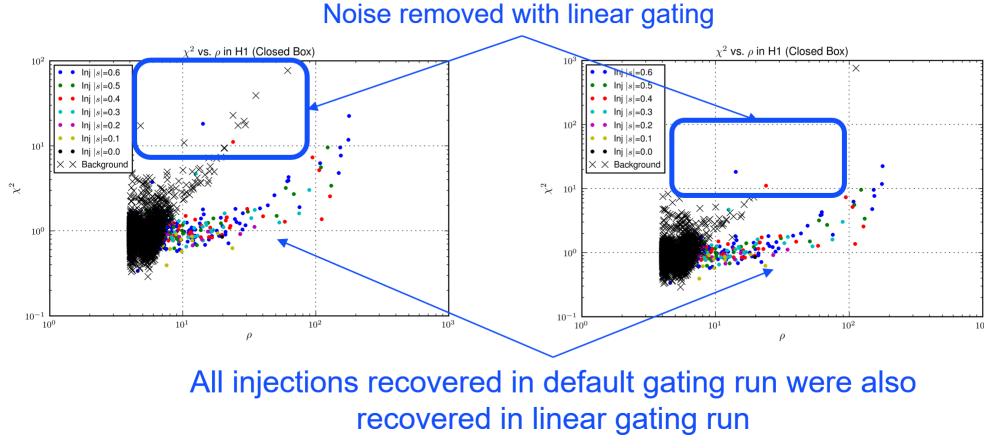 Noise removed with linear gating
χ² vs. ρ in H1 (Closed Box)
10²
10¹
10⁰
10⁻¹
χ²
Inj |s|=0.6
Inj |s|=0.5
Inj |s|=0.4
Inj |s|=0.3
Inj |s|=0.2
Inj |s|=0.1
Inj |s|=0.0
Background
10⁰ 10¹ 10² 10³
ρ
χ² vs. ρ in H1 (Closed Box)
10³
10²
10¹
10⁰
10⁻¹
χ²
Inj |s|=0.6
Inj |s|=0.5
Inj |s|=0.4
Inj |s|=0.3
Inj |s|=0.2
Inj |s|=0.1
Inj |s|=0.0
Background
10⁰ 10¹ 10² 10
ρ
All injections recovered in default gating run were also
recovered in linear gating run